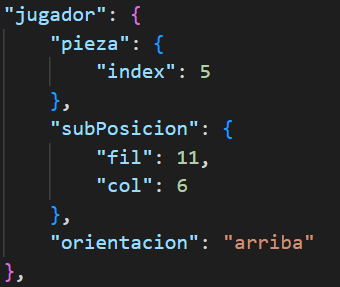 "jugador": {
    "pieza": {
        "index": 5
    },
    "subPosicion": {
        "fil": 11,
        "col": 6
    },
    "orientacion": "arriba"
},